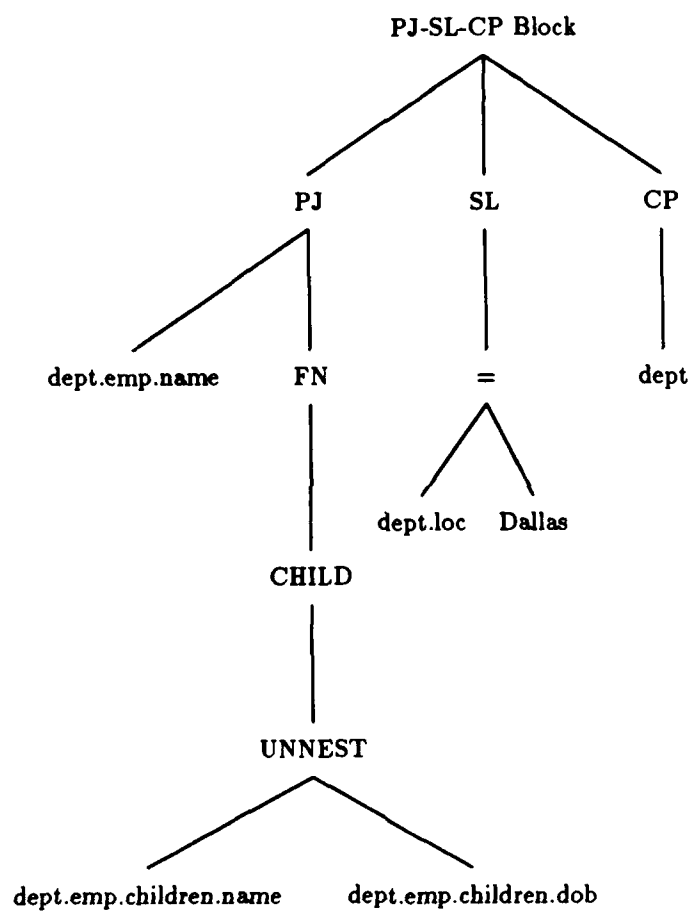 PJ-SL-CP Block
PJ SL CP
dept.emp.name FN = dept
dept.loc Dallas
CHILD
UNNEST
dept.emp.children.name dept.emp.children.dob